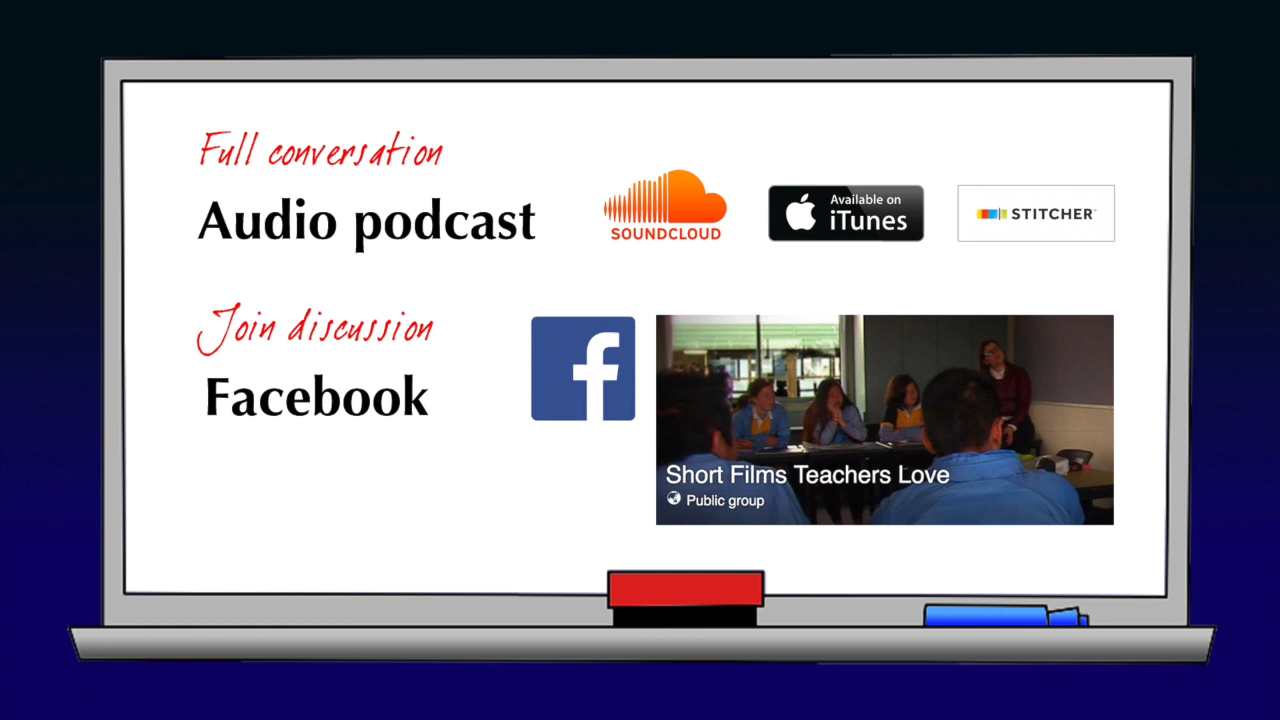 Full conversation
Audio podcast
SOUNDCLOUD
Available on
iTunes
STITCHER
Join discussion
Facebook
f
Short Films Teachers Love
Public group